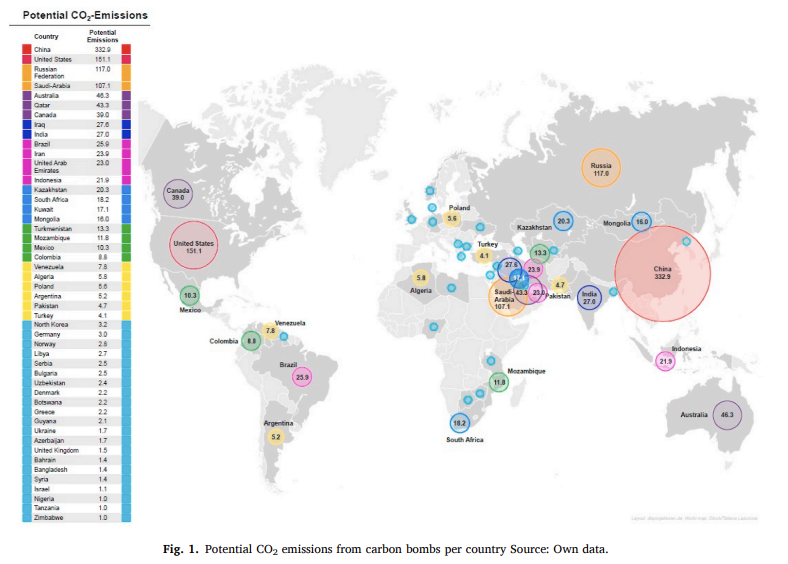 Potential CO₂-Emissions
Country Potential Emissions
China 332.9
United States 151.1
Russian Federation 117.0
Saudi-Arabia 107.1
Australia 46.3
Qatar 43.3
Canada 39.0
Iraq 27.6
India 27.0
Brazil 25.9
Iran 23.9
United Arab Emirates 23.0
Indonesia 21.9
Kazakhstan 20.3
South Africa 18.2
Kuwait 17.1
Mongolia 16.0
Turkmenistan 13.3
Mozambique 11.8
Mexico 10.3
Colombia 8.8
Venezuela 7.8
Algeria 5.8
Poland 5.6
Argentina 5.2
Pakistan 4.7
Turkey 4.1
North Korea 3.2
Germany 3.0
Norway 2.8
Libya 2.7
Serbia 2.5
Bulgaria 2.5
Uzbekistan 2.4
Denmark 2.2
Botswana 2.2
Greece 2.2
Guyana 2.1
Ukraine 1.7
Azerbaijan 1.7
United Kingdom 1.5
Bahrain 1.4
Bangladesh 1.4
Syria 1.4
Israel 1.1
Nigeria 1.0
Tanzania 1.0
Zimbabwe 1.0
Canada
39.0
United States
151.1
10.3
Mexico
Colombia 8.8
Venezuela
7.8
Brazil
25.9
Argentina
5.2
Poland
5.6
Turkey
4.1
5.8
Algeria
Russia
117.0
Kazakhstan 20.3
Mongolia 16.0
13.3
27.6
23.9
Saudi-
Arabia
107.1
43.3
23.0
4.7
Pakistan
India
27.0
China
332.9
Indonesia
21.9
Mozambique
11.8
18.2
South Africa
Australia 46.3
Fig. 1. Potential CO₂ emissions from carbon bombs per country Source: Own data.